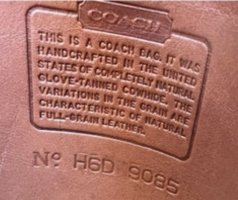 COACH
THIS IS A COACH BAG. IT WAS
HANDCRAFTED IN THE UNITED
STATES OF COMPLETELY NATURAL
GLOVE-TANNED COWHIDE. THE
VARIATIONS IN THE GRAIN ARE
CHARACTERISTIC OF NATURAL
FULL-GRAIN LEATHER.
Nº H6D 9085